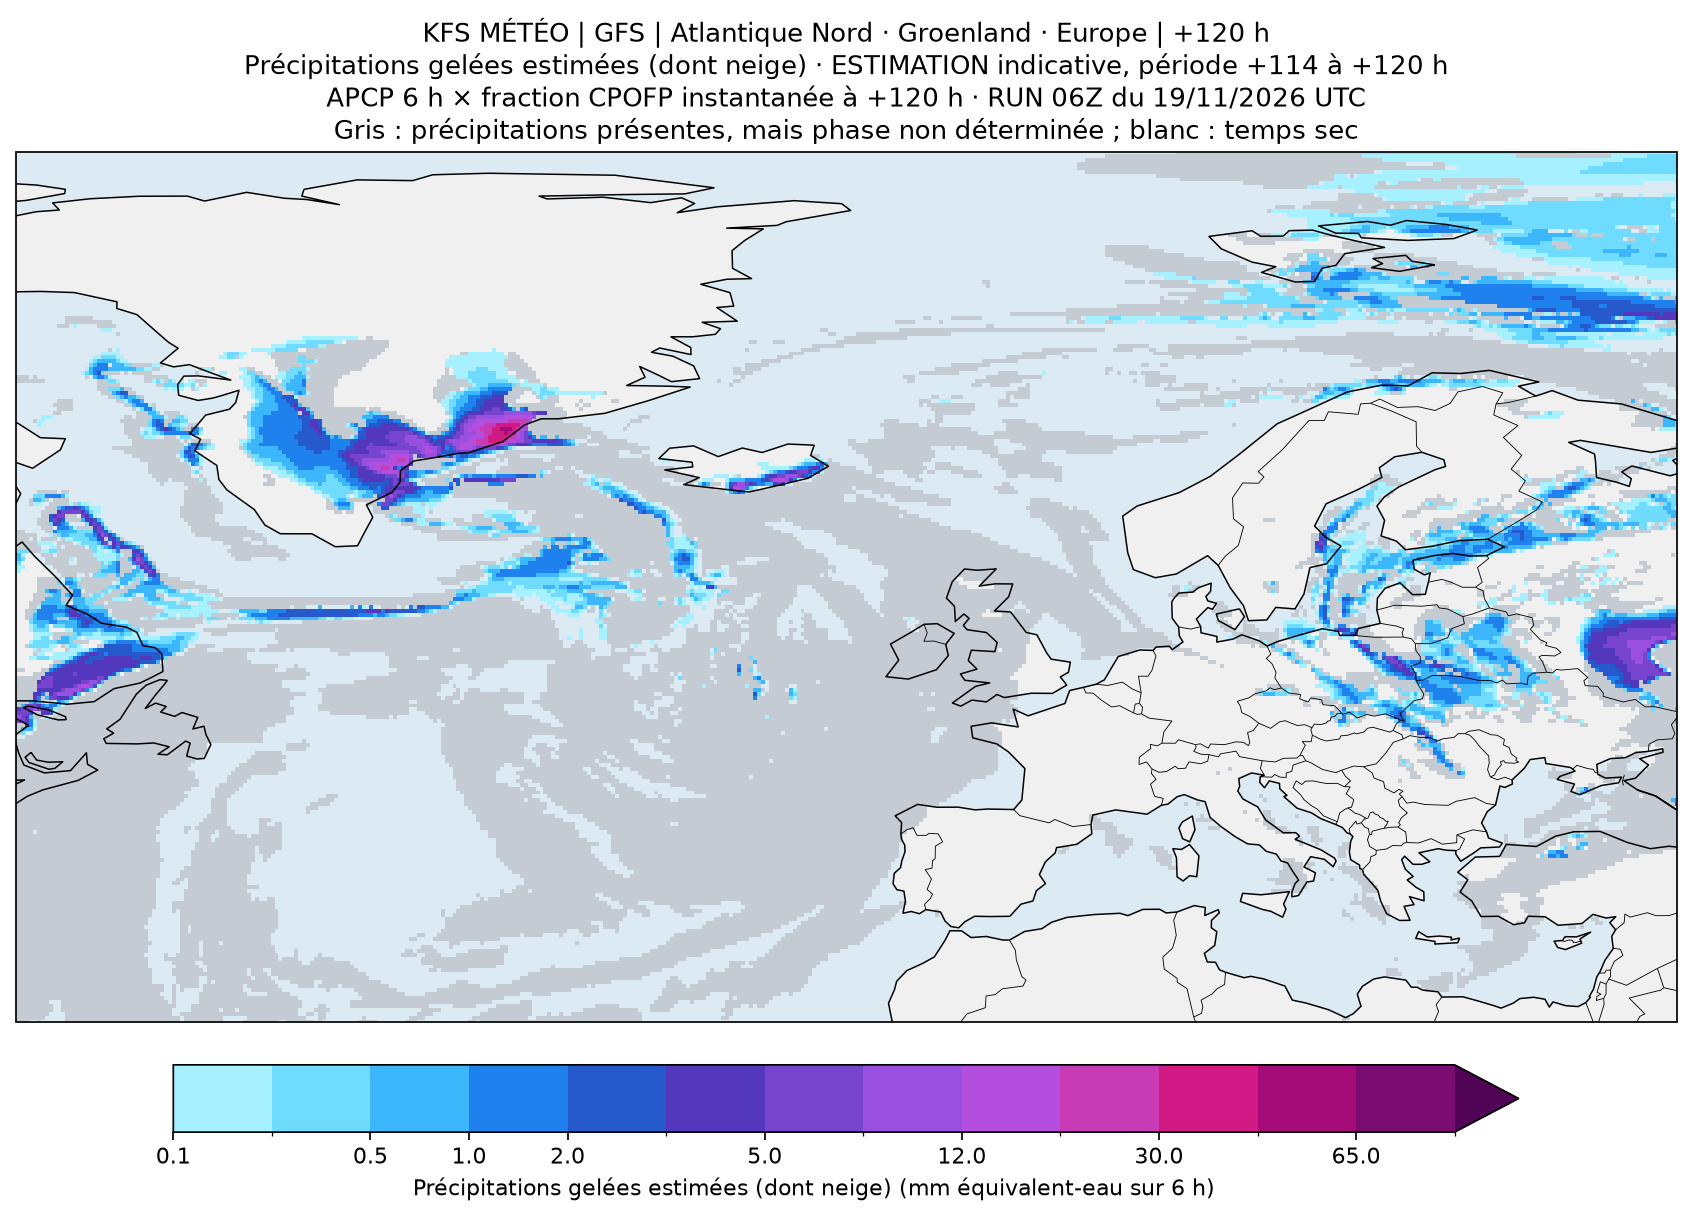 KFS MÉTÉO | GFS | Atlantique Nord · Groenland · Europe | +120 h
Précipitations gelées estimées (dont neige) · ESTIMATION indicative, période +114 à +120 h
APCP 6 h × fraction CPOFP instantanée à +120 h · RUN 06Z du 19/11/2026 UTC
Gris : précipitations présentes, mais phase non déterminée ; blanc : temps sec
0.1 0.5 1.0 2.0 5.0 12.0 30.0 65.0
Précipitations gelées estimées (dont neige) (mm équivalent-eau sur 6 h)